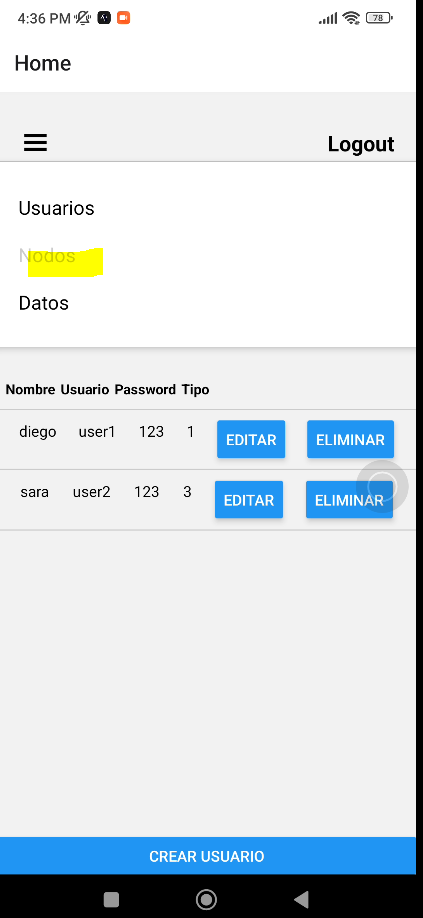 4:36 PM
78
Home
Logout
Usuarios
Nodos
Datos
Nombre Usuario Password Tipo
diego user1 123 1 EDITAR ELIMINAR
sara user2 123 3 EDITAR ELIMINAR
CREAR USUARIO